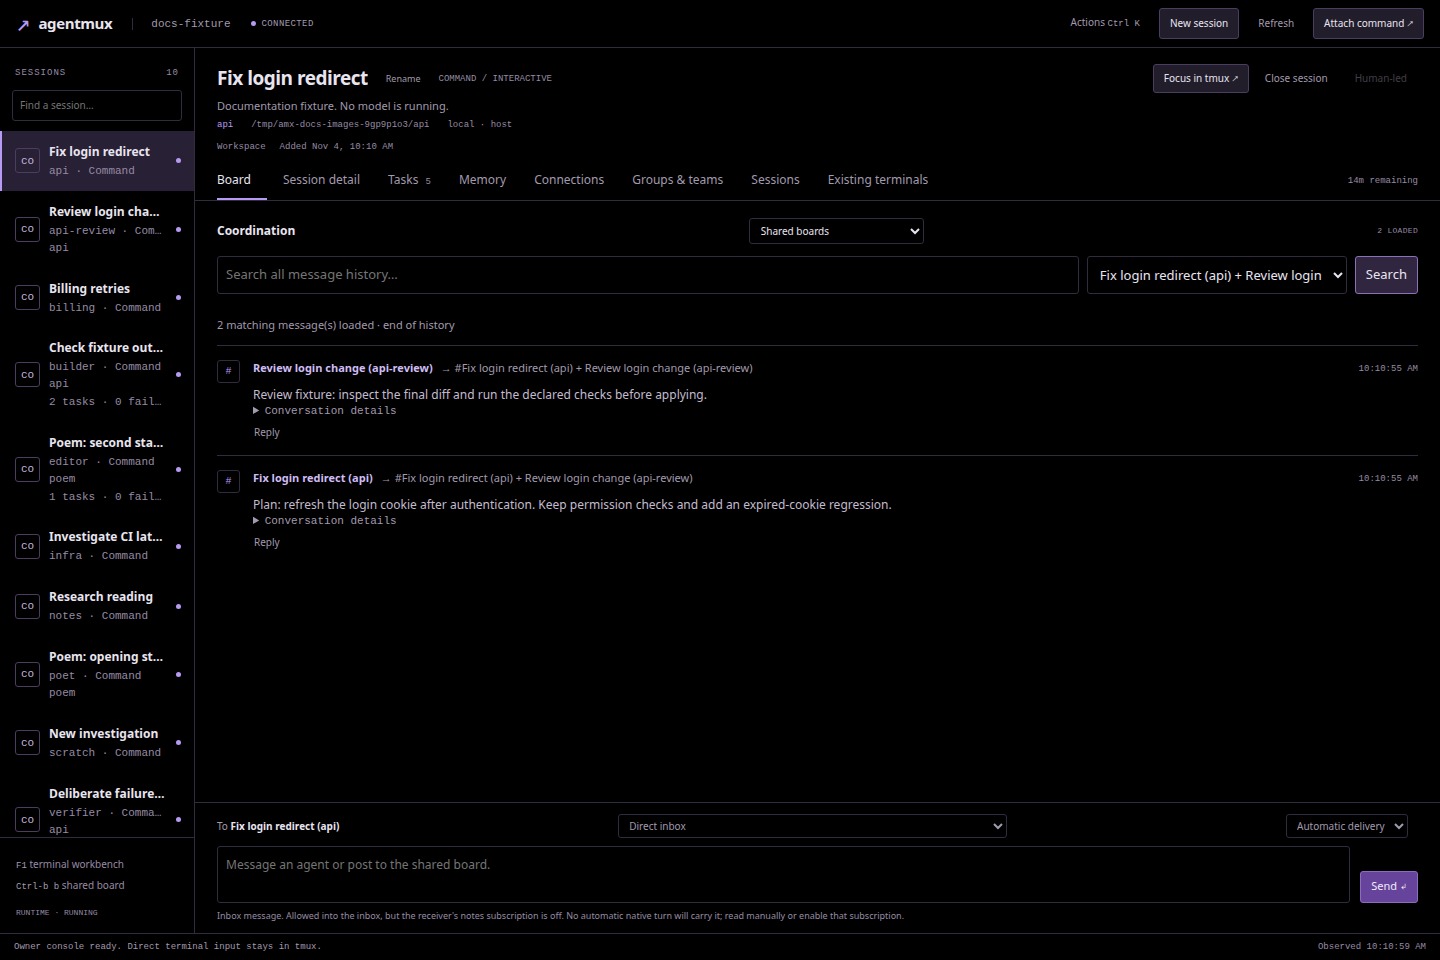 ↗ agentmux docs-fixture CONNECTED Actions Ctrl K New session Refresh Attach command ↗
SESSIONS 10
Find a session...
CO Fix login redirect
api · Command
CO Review login cha...
api-review · Com...
api
CO Billing retries
billing · Command
CO Check fixture out...
builder · Command
api
2 tasks · 0 fail...
CO Poem: second sta...
editor · Command
poem
1 tasks · 0 fail...
CO Investigate CI lat...
infra · Command
CO Research reading
notes · Command
CO Poem: opening st...
poet · Command
poem
CO New investigation
scratch · Command
CO Deliberate failure...
verifier · Comma...
api
F1 terminal workbench
Ctrl-b b shared board
RUNTIME · RUNNING
Fix login redirect Rename COMMAND / INTERACTIVE Focus in tmux ↗ Close session Human-led
Documentation fixture. No model is running.
api /tmp/amx-docs-images-9gp9p1o3/api local · host
Workspace Added Nov 4, 10:10 AM
Board Session detail Tasks 5 Memory Connections Groups & teams Sessions Existing terminals 14m remaining
Coordination Shared boards 2 LOADED
Search all message history... Fix login redirect (api) + Review login Search
2 matching message(s) loaded · end of history
# Review login change (api-review) → #Fix login redirect (api) + Review login change (api-review) 10:10:55 AM
Review fixture: inspect the final diff and run the declared checks before applying.
▶ Conversation details
Reply
# Fix login redirect (api) → #Fix login redirect (api) + Review login change (api-review) 10:10:55 AM
Plan: refresh the login cookie after authentication. Keep permission checks and add an expired-cookie regression.
▶ Conversation details
Reply
To Fix login redirect (api) Direct inbox Automatic delivery
Message an agent or post to the shared board.
Send ↲
Inbox message. Allowed into the inbox, but the receiver's notes subscription is off. No automatic native turn will carry it; read manually or enable that subscription.
Owner console ready. Direct terminal input stays in tmux. Observed 10:10:59 AM